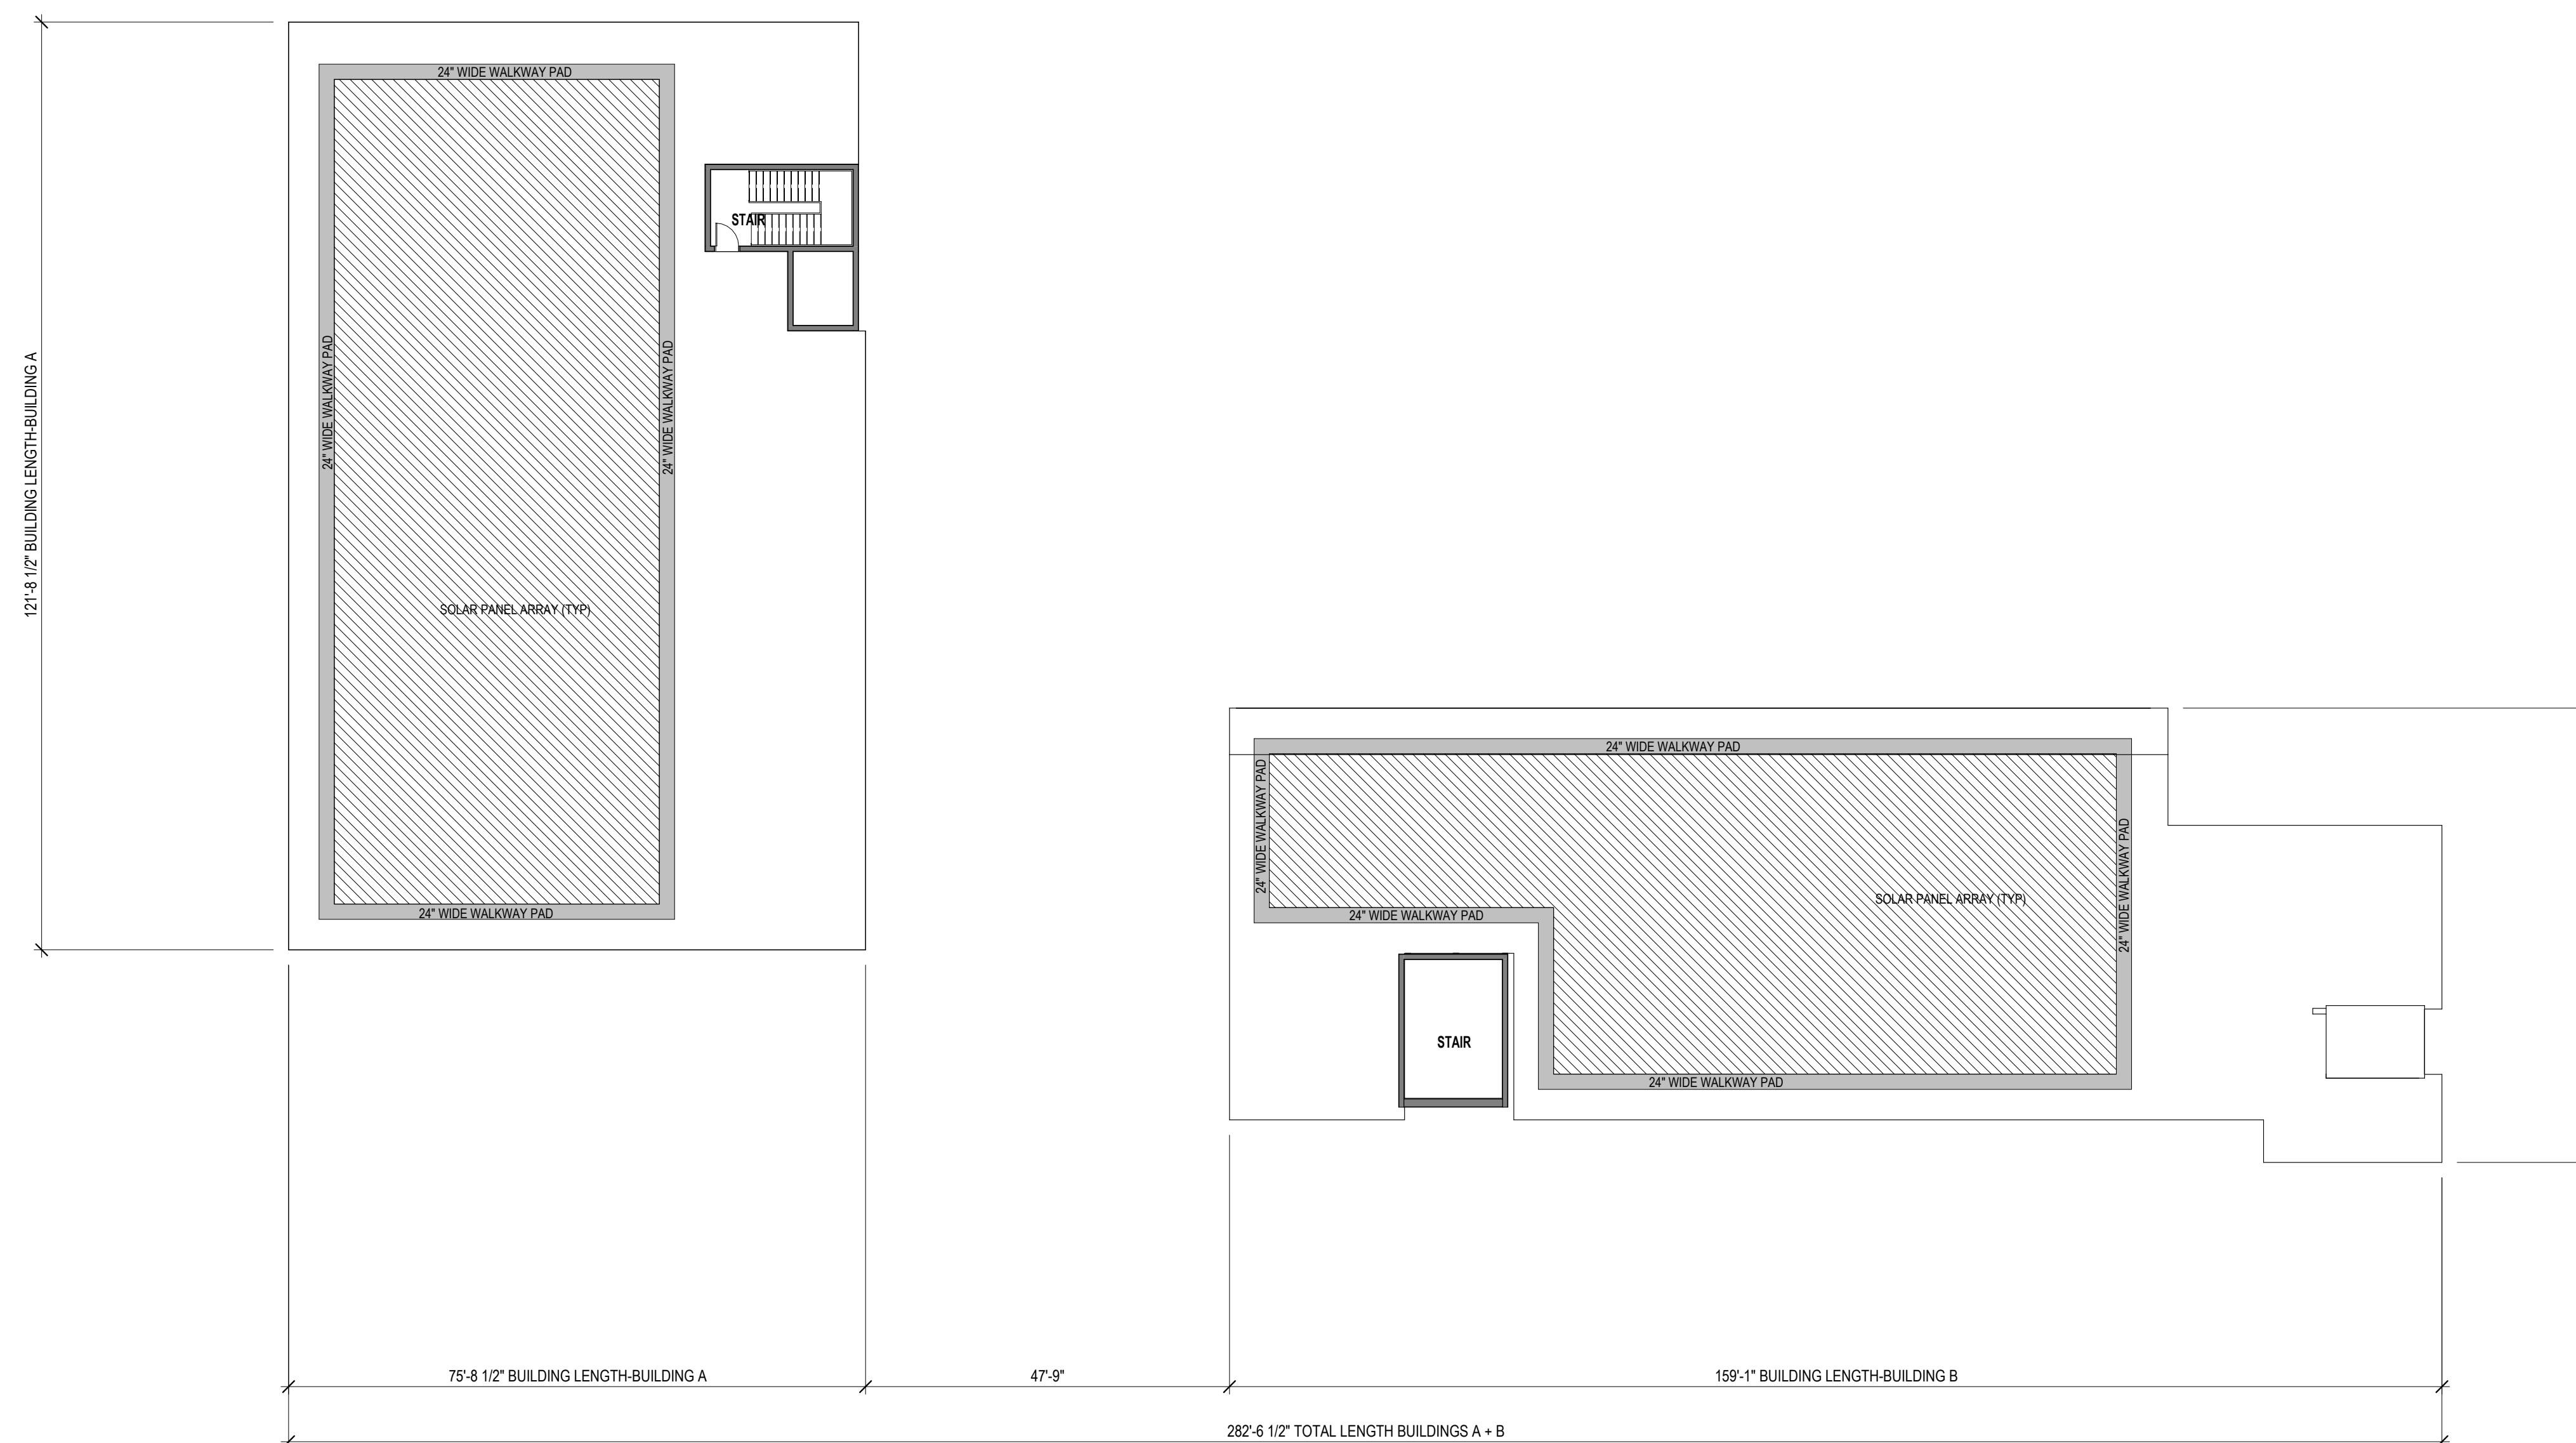 24" WIDE WALKWAY PAD
STAIR
121'-8 1/2" BUILDING LENGTH-BUILDING A
24" WIDE WALKWAY PAD
24" WIDE WALKWAY PAD
SOLAR PANEL ARRAY (TYP)
24" WIDE WALKWAY PAD
24" WIDE WALKWAY PAD
24" WIDE WALKWAY PAD
24" WIDE WALKWAY PAD
SOLAR PANEL ARRAY (TYP)
24" WIDE WALKWAY PAD
STAIR
24" WIDE WALKWAY PAD
75'-8 1/2" BUILDING LENGTH-BUILDING A
47'-9"
159'-1" BUILDING LENGTH-BUILDING B
282'-6 1/2" TOTAL LENGTH BUILDINGS A + B